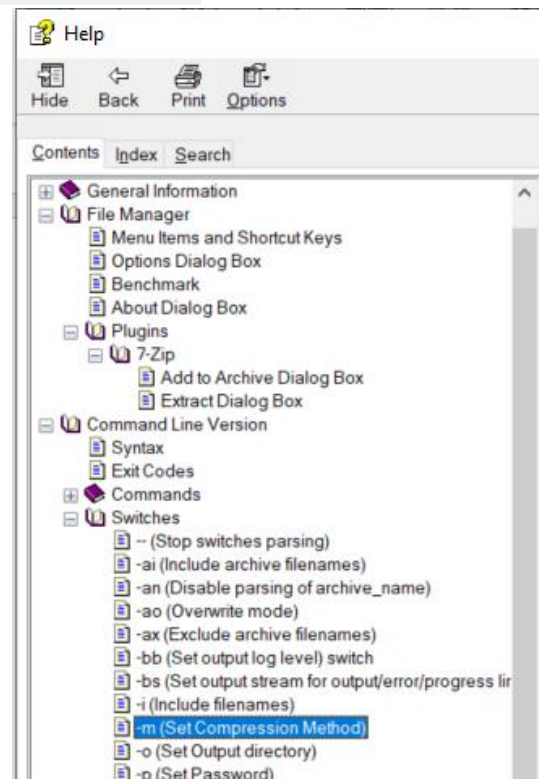 Help
Hide Back Print Options
Contents Index Search
General Information
File Manager
Menu Items and Shortcut Keys
Options Dialog Box
Benchmark
About Dialog Box
Plugins
7-Zip
Add to Archive Dialog Box
Extract Dialog Box
Command Line Version
Syntax
Exit Codes
Commands
Switches
-- (Stop switches parsing)
-ai (Include archive filenames)
-an (Disable parsing of archive_name)
-ao (Overwrite mode)
-ax (Exclude archive filenames)
-bb (Set output log level) switch
-bs (Set output stream for output/error/progress lir
-i (Include filenames)
-m (Set Compression Method)
-o (Set Output directory)
-p (Set Password)